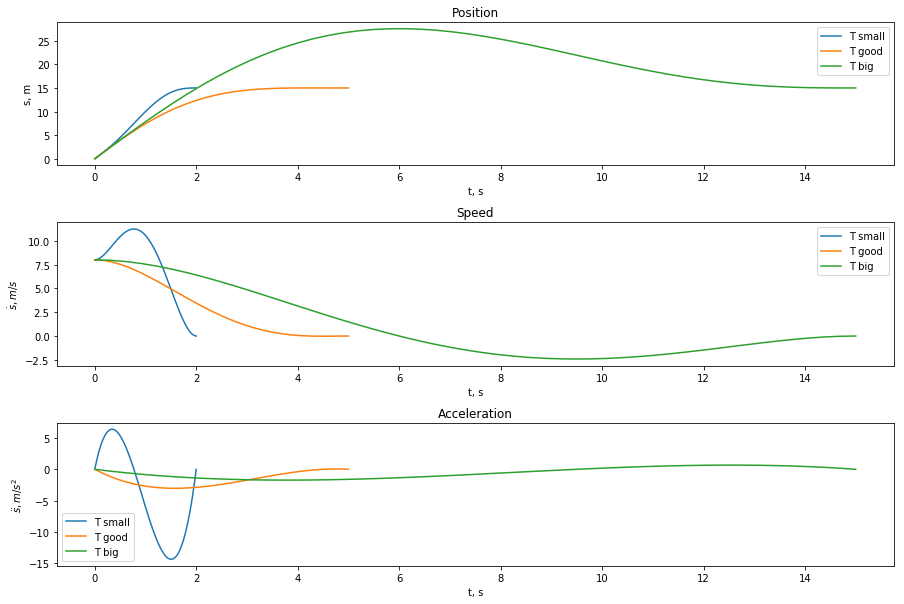 Position
s, m
25
20
15
10
5
0
T small
T good
T big
0 2 4 6 8 10 12 14
t, s
Speed
ṡ, m/s
10.0
7.5
5.0
2.5
0.0
−2.5
T small
T good
T big
0 2 4 6 8 10 12 14
t, s
Acceleration
s̈, m/s²
5
0
−5
−10
−15
T small
T good
T big
0 2 4 6 8 10 12 14
t, s